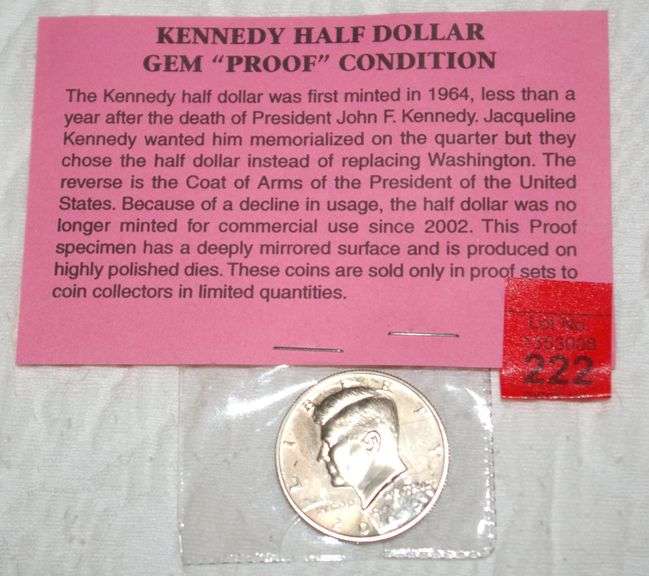 KENNEDY HALF DOLLAR
GEM “PROOF” CONDITION
The Kennedy half dollar was first minted in 1964, less than a
year after the death of President John F. Kennedy. Jacqueline
Kennedy wanted him memorialized on the quarter but they
chose the half dollar instead of replacing Washington. The
reverse is the Coat of Arms of the President of the United
States. Because of a decline in usage, the half dollar was no
longer minted for commercial use since 2002. This Proof
specimen has a deeply mirrored surface and is produced on
highly polished dies. These coins are sold only in proof sets to
coin collectors in limited quantities.
Lot No.
222
LIBERTY